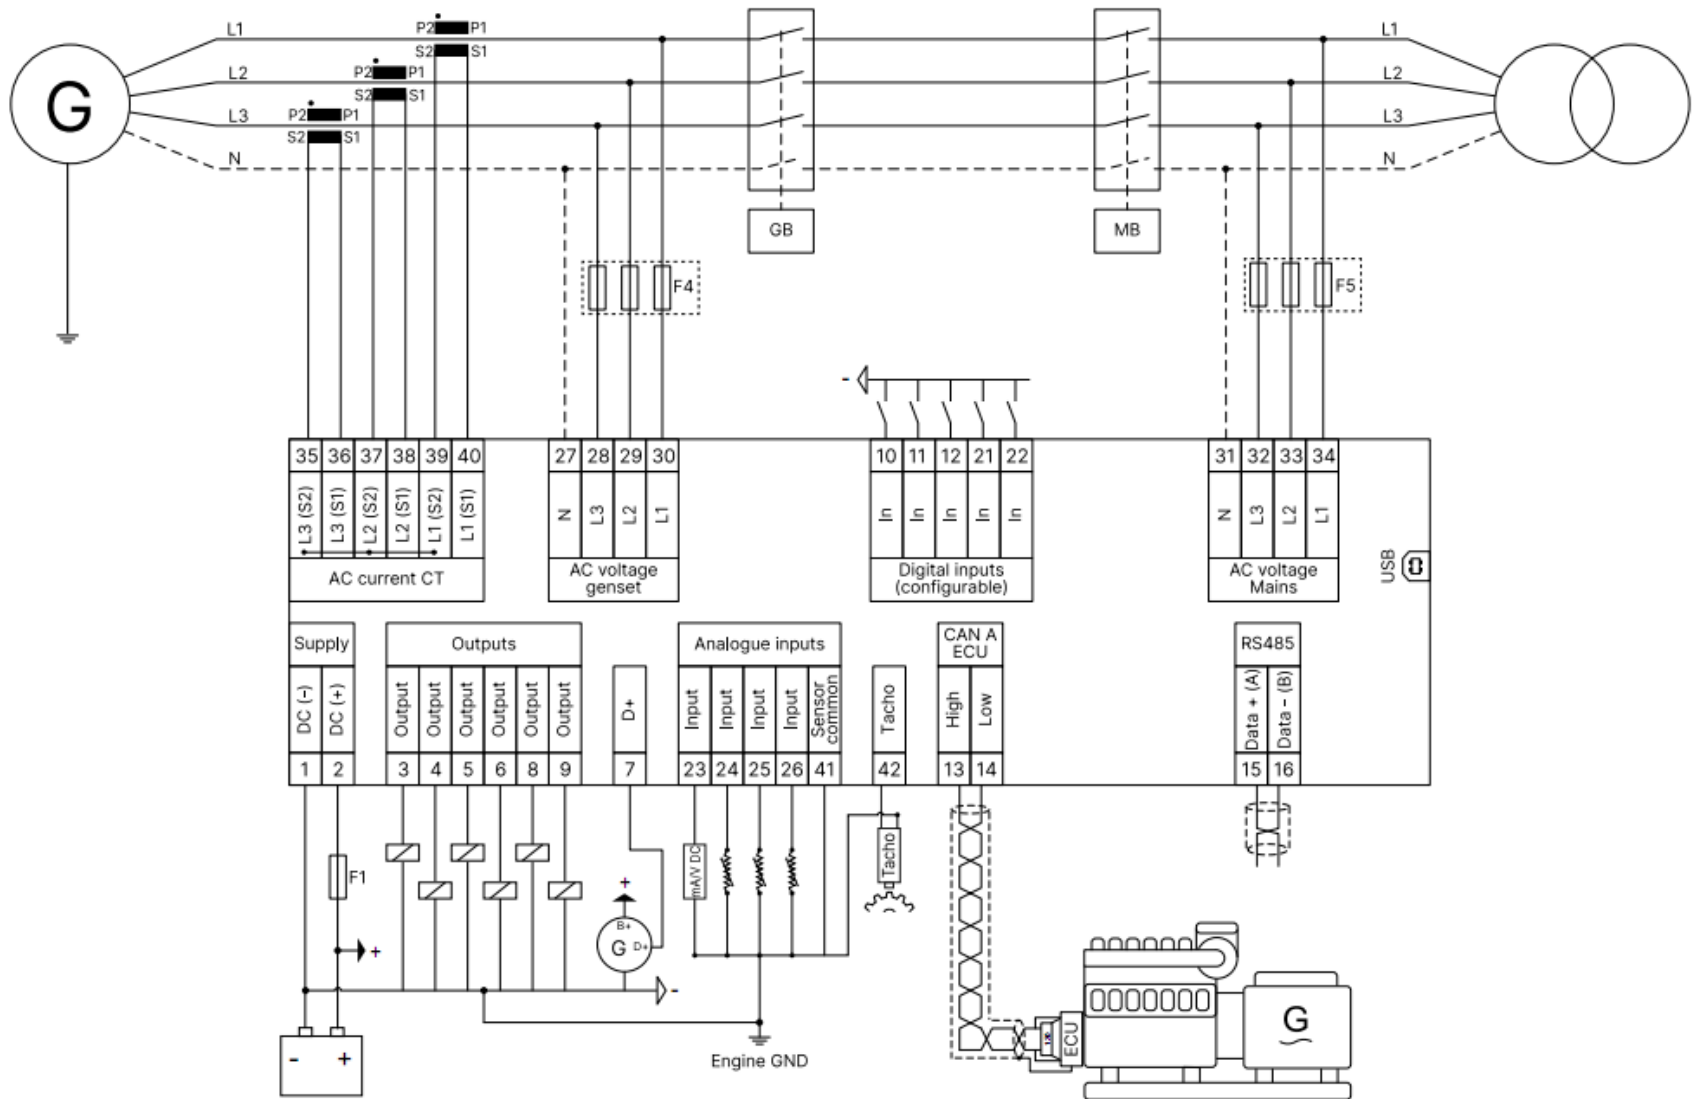 P2 P1
L1 L1
S2 S1
G
L2 P2 P1 L2
S2 S1
L3 P2 P1 L3
S2 S1
N N
GB MB
F4 F5
-
35 36 37 38 39 40 27 28 29 30 10 11 12 21 22 31 32 33 34
L3 (S2)
L3 (S1)
L2 (S2)
L2 (S1)
L1 (S2)
L1 (S1)
N
L3
L2
L1
In
In
In
In
In
N
L3
L2
L1
AC current CT
AC voltage
genset
Digital inputs
(configurable)
AC voltage
Mains
USB
Supply
Outputs
Analogue inputs
CAN A
ECU
RS485
DC (-)
DC (+)
Output
Output
Output
Output
Output
Output
D+
Input
Input
Input
Input
Sensor
common
Tacho
High
Low
Data + (A)
Data - (B)
1 2 3 4 5 6 8 9 7 23 24 25 26 41 42 13 14 15 16
F1
mA/V DC
Tacho
+
B+
G D+
+
-
- +
Engine GND
ECU
G